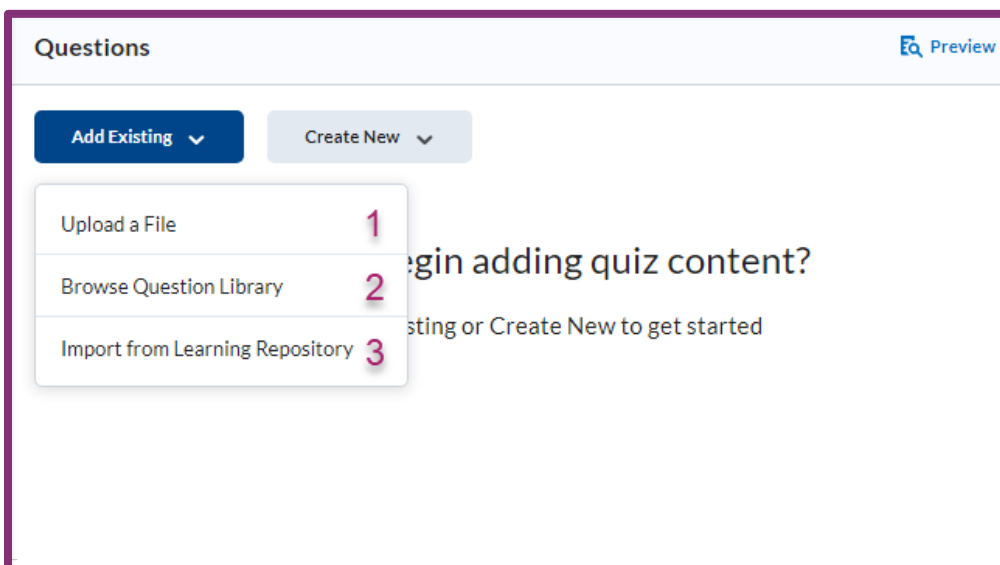 Questions
Preview
Add Existing
Create New
Upload a File 1
egin adding quiz content?
Browse Question Library 2
sting or Create New to get started
Import from Learning Repository 3